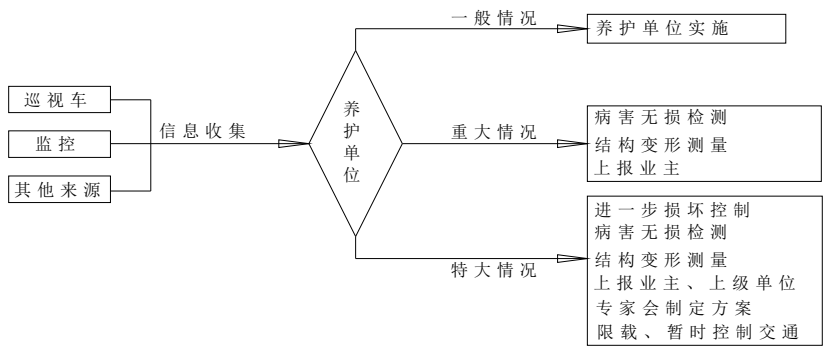 巡视车
监控
其他来源
信息收集
养护单位
一般情况
养护单位实施
重大情况
病害无损检测
结构变形测量
上报业主
特大情况
进一步损坏控制
病害无损检测
结构变形测量
上报业主、上级单位
专家会制定方案
限载、暂时控制交通